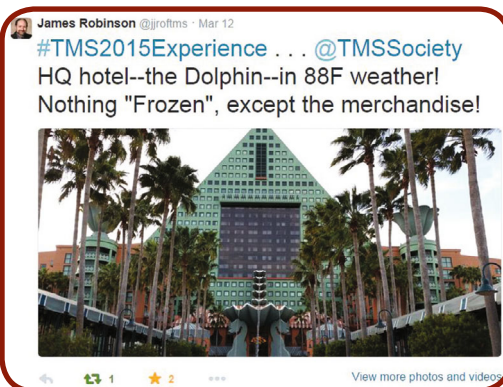 James Robinson @jjroftms · Mar 12
#TMS2015Experience . . . @TMSSociety
HQ hotel--the Dolphin--in 88F weather!
Nothing "Frozen", except the merchandise!
1 2 View more photos and videos